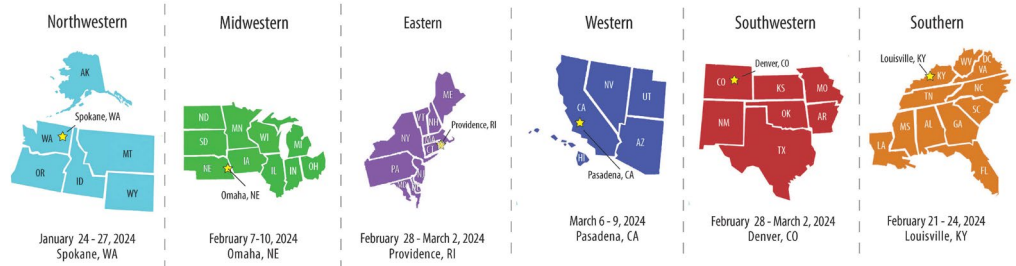 Northwestern
AK
Spokane, WA
WA
MT
OR
ID
WY
January 24 - 27, 2024
Spokane, WA
Midwestern
ND
MN
SD
WI
MI
NE
IA
IL
IN
OH
Omaha, NE
February 7-10, 2024
Omaha, NE
Eastern
ME
VT
NH
NY
Providence, RI
MA
CT
PA
February 28 - March 2, 2024
Providence, RI
Western
NV
UT
CA
AZ
HI
Pasadena, CA
March 6 - 9, 2024
Pasadena, CA
Southwestern
Denver, CO
CO
KS
MO
OK
AR
NM
TX
February 28 - March 2, 2024
Denver, CO
Southern
Louisville, KY
WV
DC
KY
VA
TN
NC
SC
MS
AL
GA
LA
FL
February 21 - 24, 2024
Louisville, KY